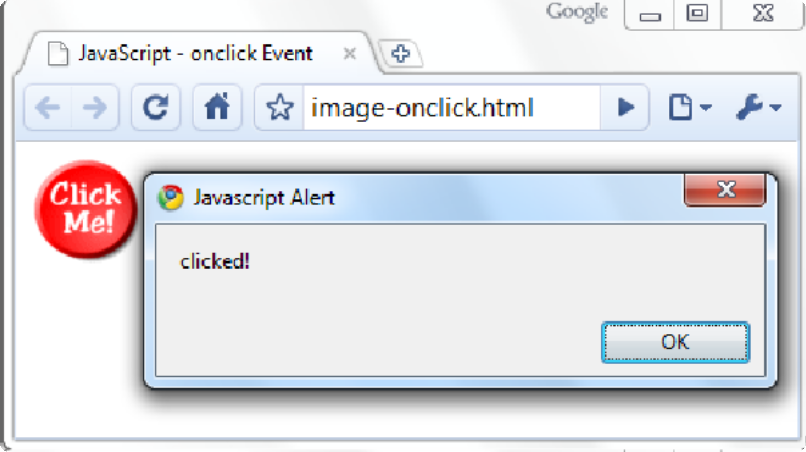 Google
JavaScript - onclick Event
image-onclick.html
Click
Me!
Javascript Alert
clicked!
OK